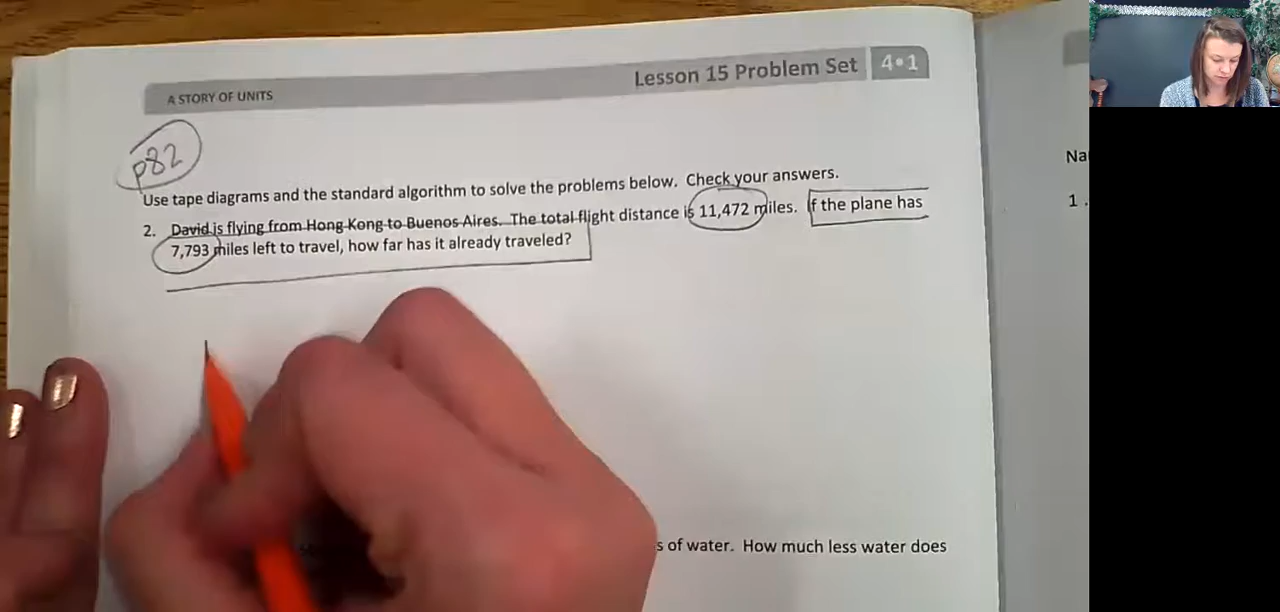 A STORY OF UNITS
Lesson 15 Problem Set 4•1
p82
Use tape diagrams and the standard algorithm to solve the problems below. Check your answers.
2. David is flying from Hong Kong to Buenos Aires. The total flight distance is 11,472 miles. If the plane has
7,793 miles left to travel, how far has it already traveled?
of water. How much less water does
1.